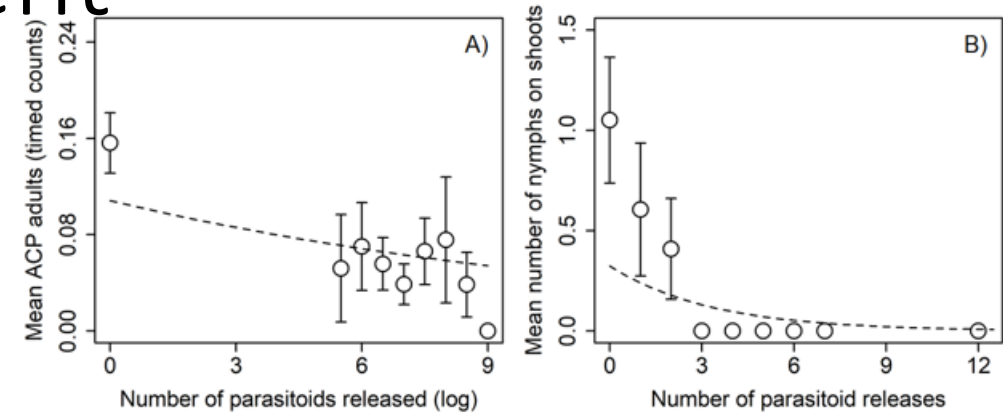 A)
Mean ACP adults (timed counts)
0.24
0.16
0.08
0.00
0 3 6 9
Number of parasitoids released (log)
B)
Mean number of nymphs on shoots
1.5
1.0
0.5
0.0
0 3 6 9 12
Number of parasitoid releases